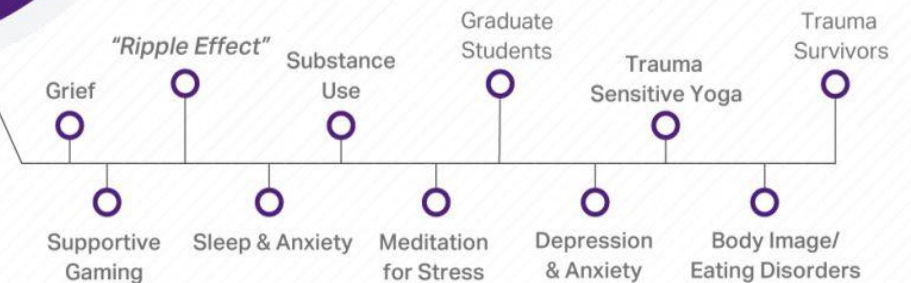 Grief
“Ripple Effect”
Substance
Use
Graduate
Students
Trauma
Sensitive Yoga
Trauma
Survivors
Supportive
Gaming
Sleep & Anxiety
Meditation
for Stress
Depression
& Anxiety
Body Image/
Eating Disorders